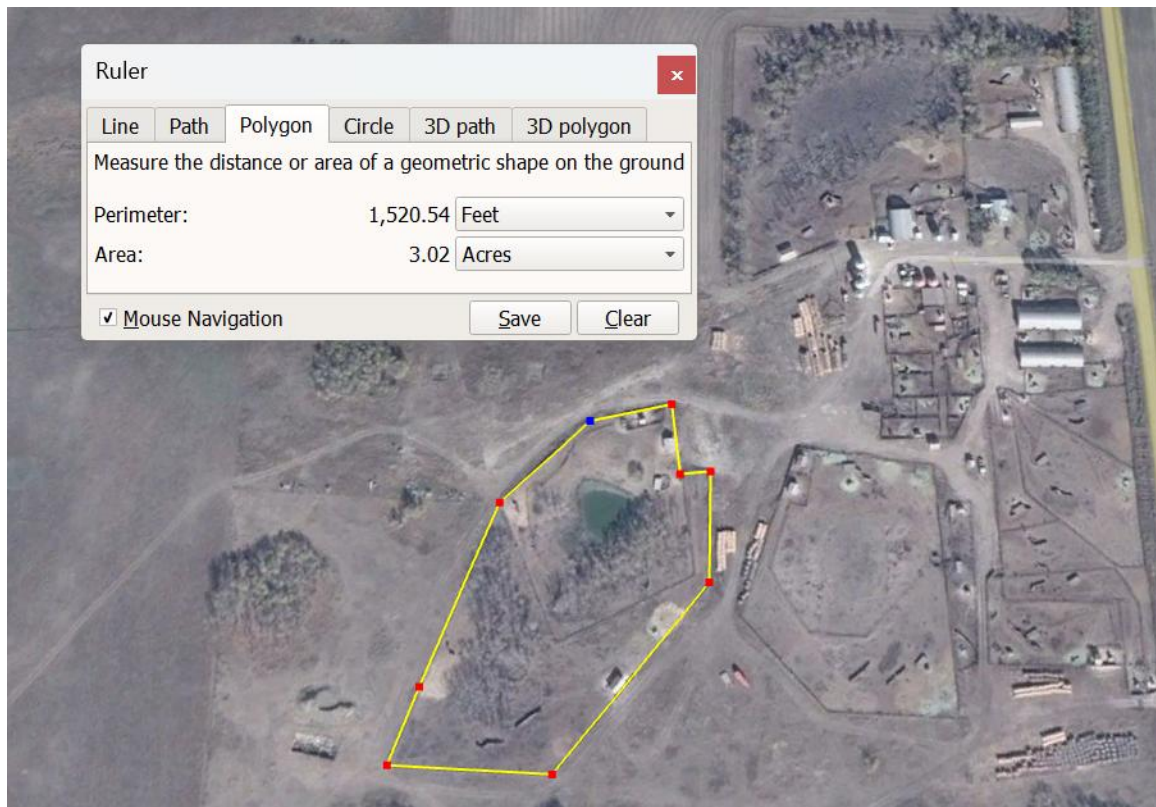 Ruler
Line Path Polygon Circle 3D path 3D polygon
Measure the distance or area of a geometric shape on the ground
Perimeter: 1,520.54 Feet
Area: 3.02 Acres
Mouse Navigation Save Clear